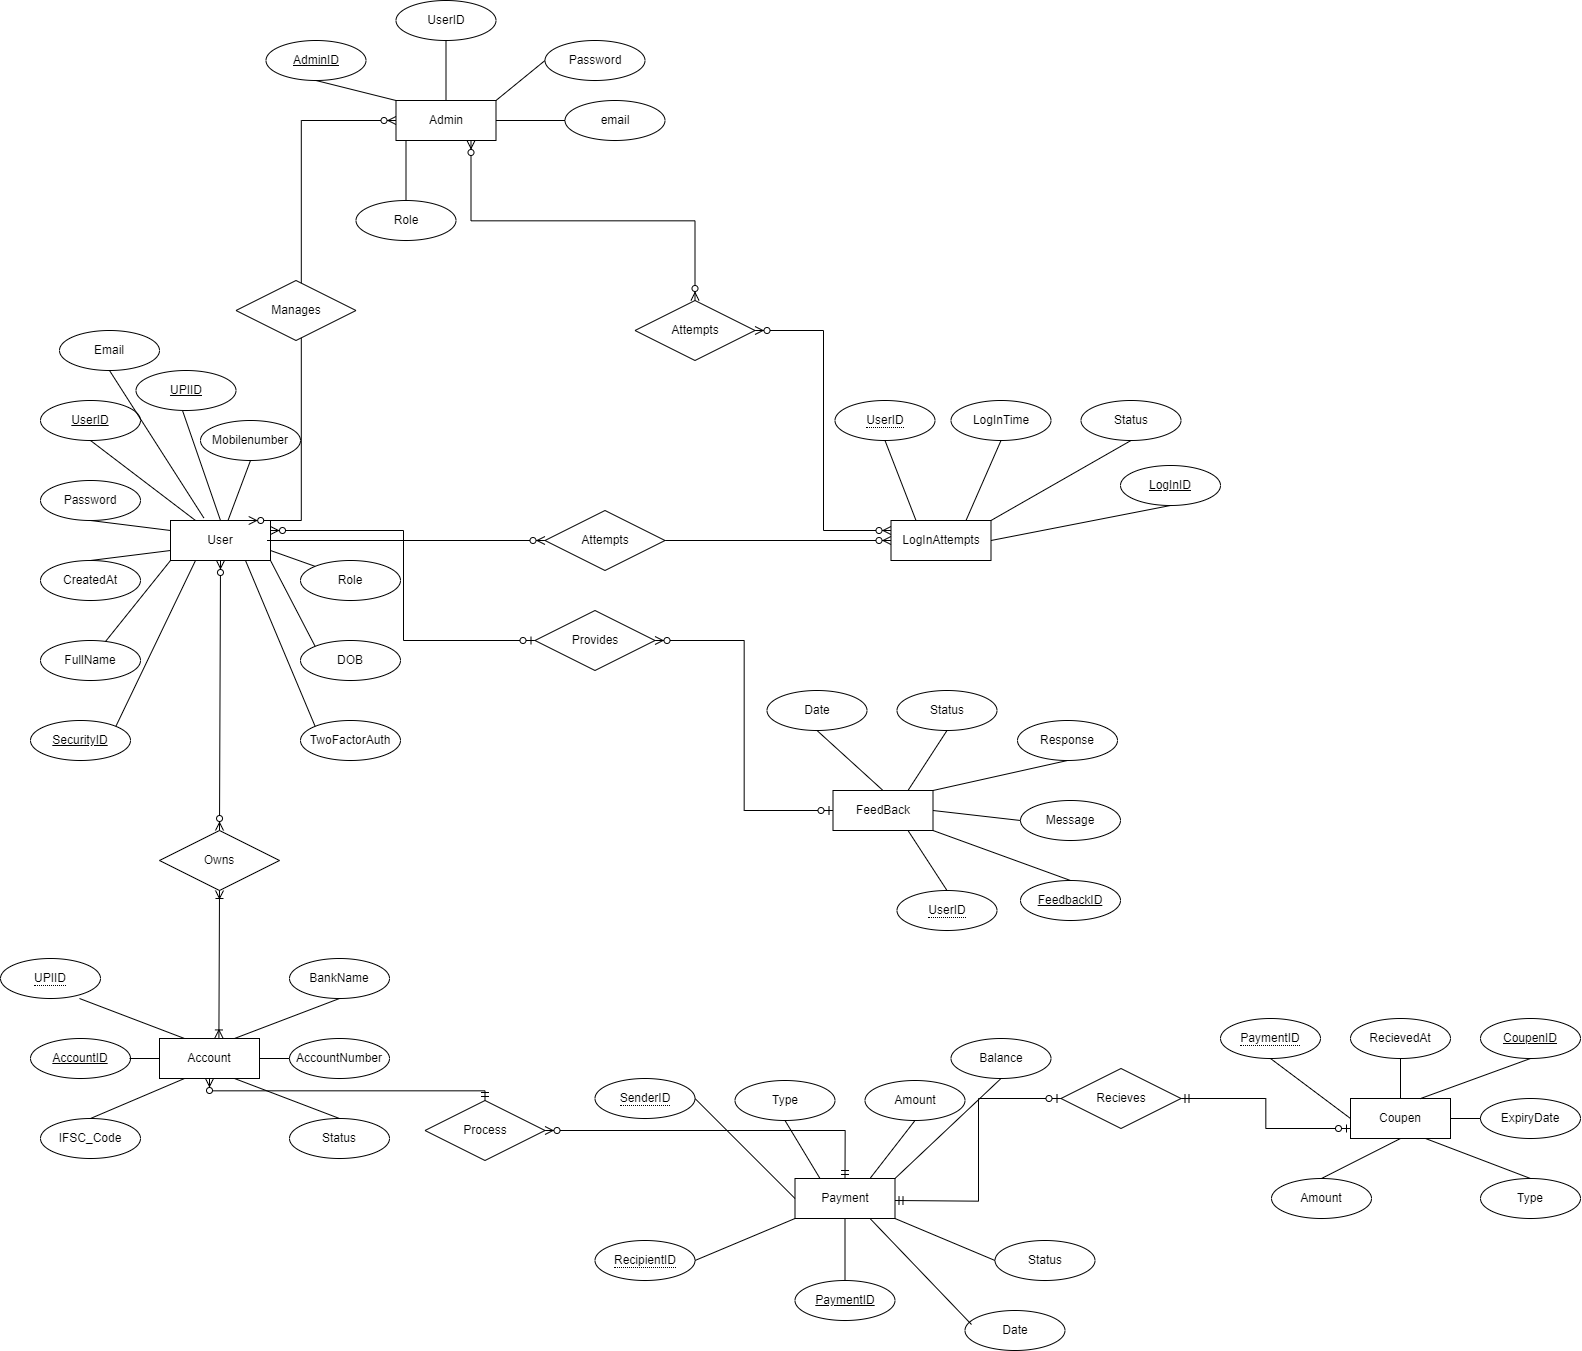 UserID
AdminID
Password
Admin
email
Role
Manages
Attempts
Email
UPIID
UserID
Mobilenumber
Password
User
CreatedAt
Role
FullName
DOB
SecurityID
TwoFactorAuth
Attempts
UserID
LogInTime
Status
LogInID
LogInAttempts
Provides
Date
Status
Response
FeedBack
Message
UserID
FeedbackID
Owns
UPIID
BankName
AccountID
Account
AccountNumber
IFSC_Code
Status
Process
SenderID
Type
Amount
Balance
Payment
RecipientID
PaymentID
Status
Date
Recieves
PaymentID
RecievedAt
CoupenID
Coupen
ExpiryDate
Amount
Type